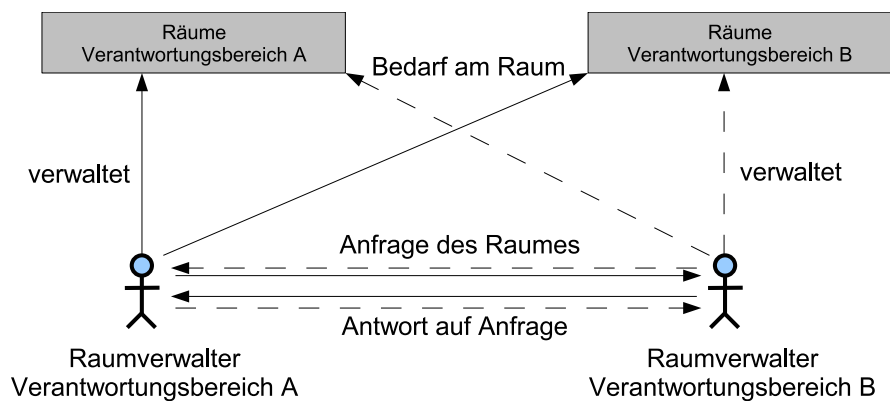 Räume
Verantwortungsbereich A
Räume
Verantwortungsbereich B
Bedarf am Raum
verwaltet
verwaltet
Anfrage des Raumes
Antwort auf Anfrage
Raumverwalter
Verantwortungsbereich A
Raumverwalter
Verantwortungsbereich B